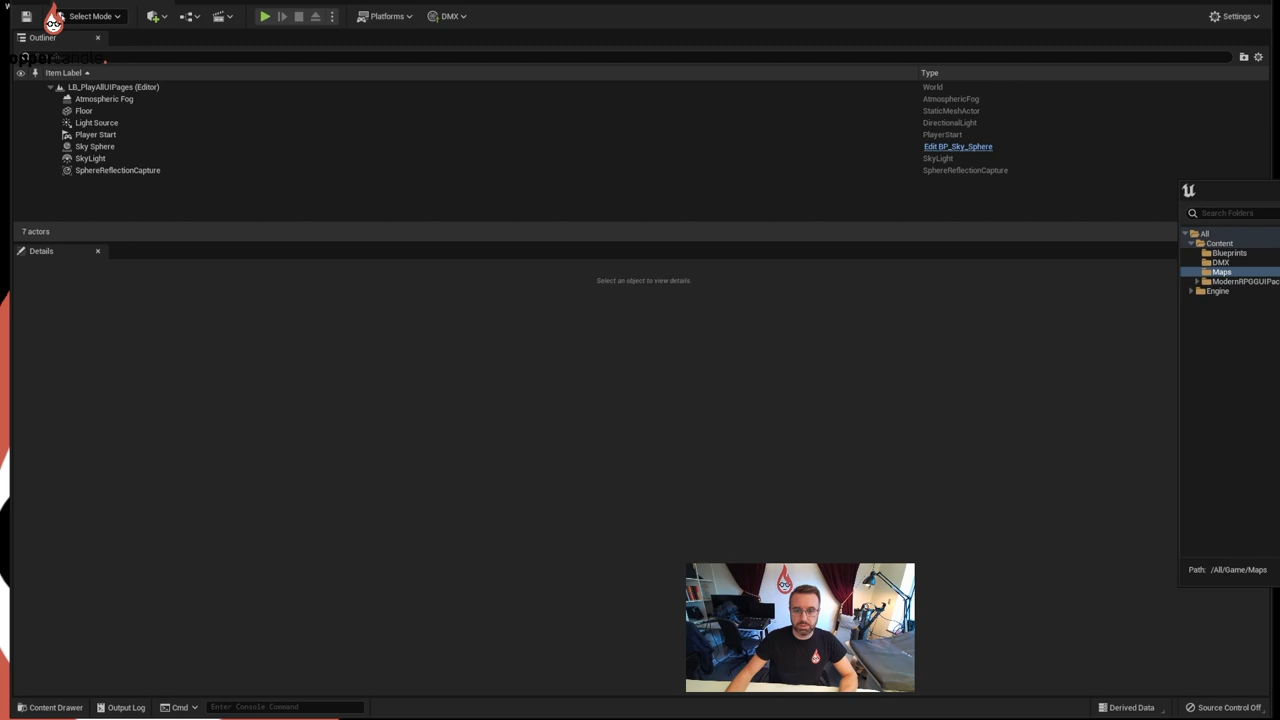 Select Mode
Platforms
DMX
Settings
Outliner
Item Label
Type
LB_PlayAllUIPages (Editor)
World
Atmospheric Fog
AtmosphericFog
Floor
StaticMeshActor
Light Source
DirectionalLight
Player Start
PlayerStart
Sky Sphere
Edit BP_Sky_Sphere
SkyLight
SkyLight
SphereReflectionCapture
SphereReflectionCapture
7 actors
Details
Select an object to view details.
Search Folders
All
Content
Blueprints
DMX
Maps
ModernRPGGUIPac
Engine
Path: /All/Game/Maps
Content Drawer
Output Log
Cmd
Enter Console Command
Derived Data
Source Control Off